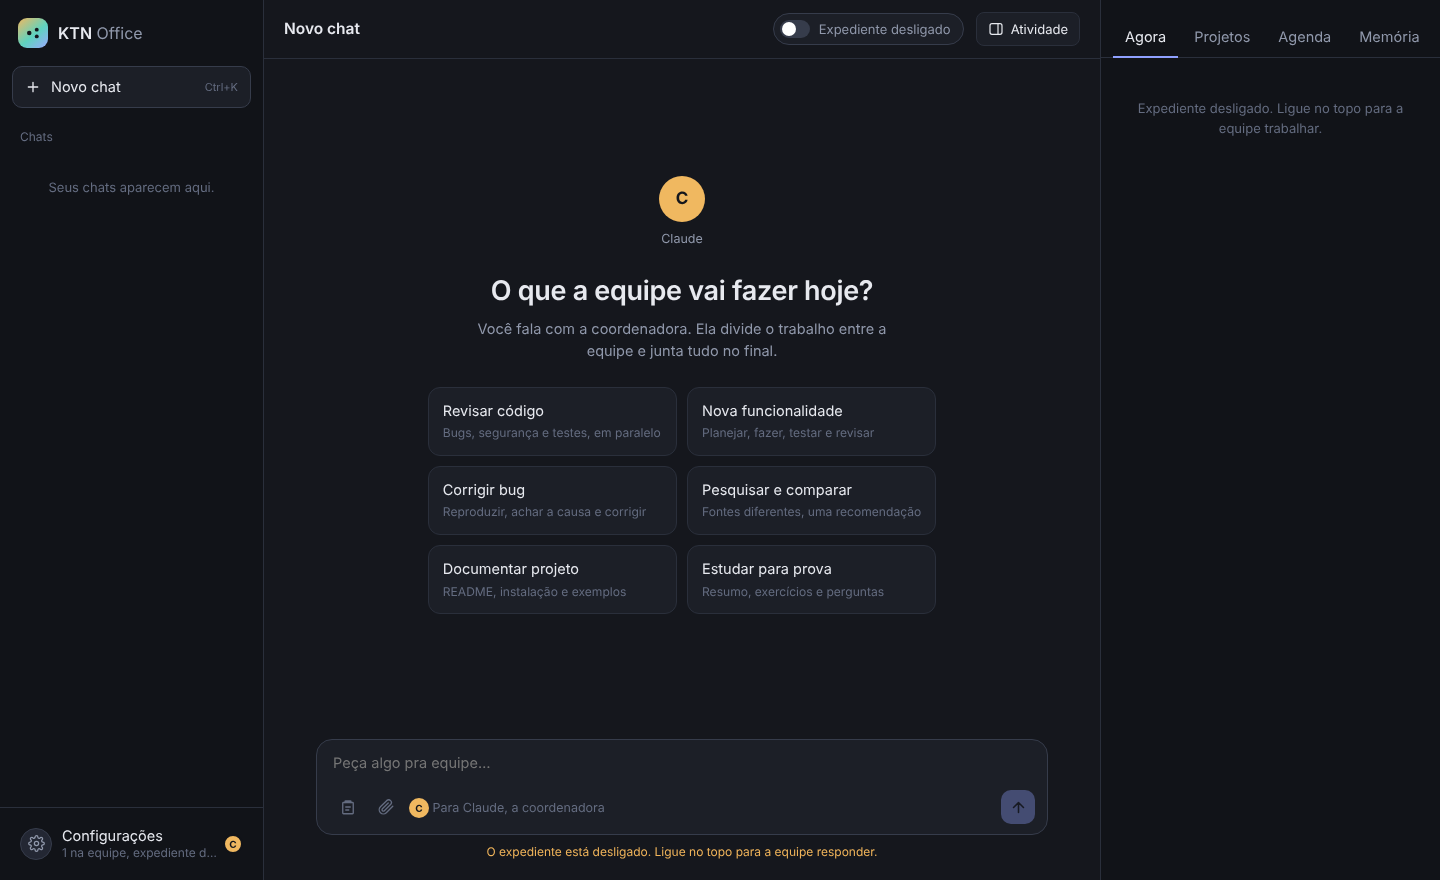 KTN Office
Novo chat
Ctrl+K
Chats
Seus chats aparecem aqui.
Configurações
1 na equipe, expediente d...
C
Novo chat
Expediente desligado
Atividade
C
Claude
O que a equipe vai fazer hoje?
Você fala com a coordenadora. Ela divide o trabalho entre a
equipe e junta tudo no final.
Revisar código
Bugs, segurança e testes, em paralelo
Nova funcionalidade
Planejar, fazer, testar e revisar
Corrigir bug
Reproduzir, achar a causa e corrigir
Pesquisar e comparar
Fontes diferentes, uma recomendação
Documentar projeto
README, instalação e exemplos
Estudar para prova
Resumo, exercícios e perguntas
Peça algo pra equipe...
C Para Claude, a coordenadora
O expediente está desligado. Ligue no topo para a equipe responder.
Agora
Projetos
Agenda
Memória
Expediente desligado. Ligue no topo para a
equipe trabalhar.